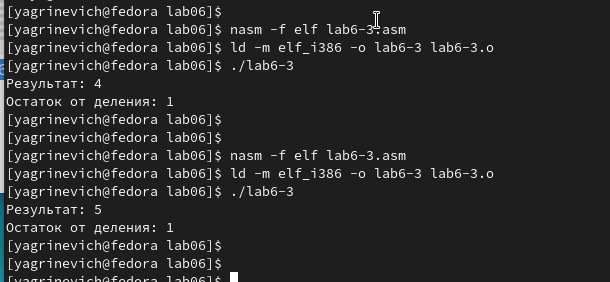 [yagrinevich@fedora lab06]$
[yagrinevich@fedora lab06]$ nasm -f elf lab6-3.asm
[yagrinevich@fedora lab06]$ ld -m elf_i386 -o lab6-3 lab6-3.o
[yagrinevich@fedora lab06]$ ./lab6-3
Результат: 4
Остаток от деления: 1
[yagrinevich@fedora lab06]$
[yagrinevich@fedora lab06]$
[yagrinevich@fedora lab06]$ nasm -f elf lab6-3.asm
[yagrinevich@fedora lab06]$ ld -m elf_i386 -o lab6-3 lab6-3.o
[yagrinevich@fedora lab06]$ ./lab6-3
Результат: 5
Остаток от деления: 1
[yagrinevich@fedora lab06]$
[yagrinevich@fedora lab06]$
[yagrinevich@fedora lab06]$